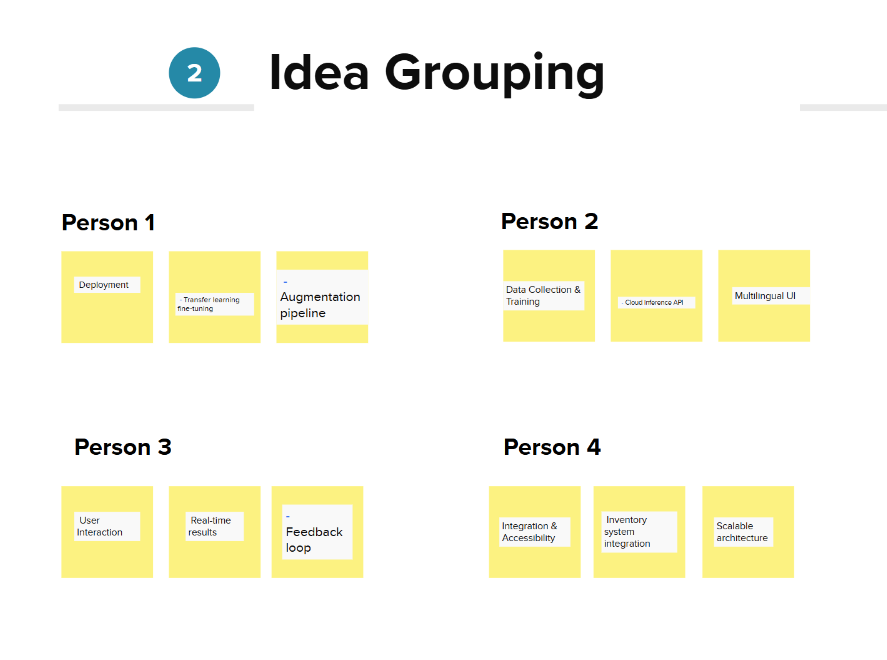 2
Idea Grouping
Person 1
Deployment
- Transfer learning
fine-tuning
-
Augmentation
pipeline
Person 2
Data Collection &
Training
- Cloud Inference API
Multilingual UI
Person 3
User
Interaction
Real-time
results
-
Feedback
loop
Person 4
Integration &
Accessibility
Inventory
system
integration
Scalable
architecture